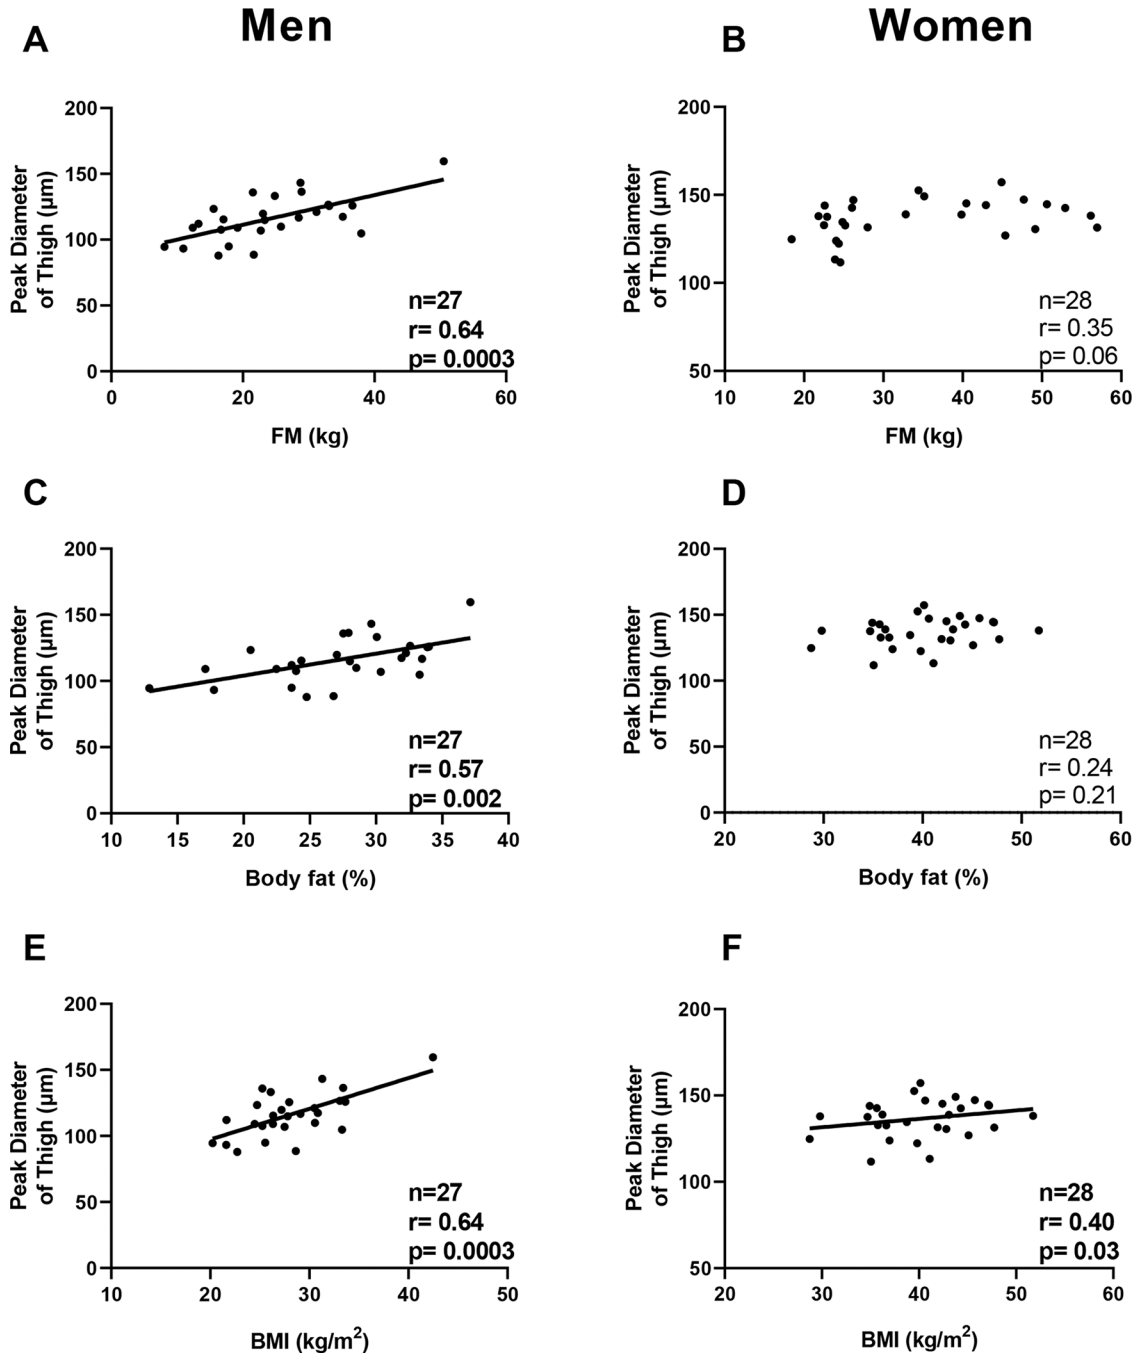 Men
Women
A
Peak Diameter
of Thigh (µm)
200
150
100
50
0
n=27
r= 0.64
p= 0.0003
0 20 40 60
FM (kg)
B
Peak Diameter
of Thigh (µm)
200
150
100
50
n=28
r= 0.35
p= 0.06
10 20 30 40 50 60
FM (kg)
C
Peak Diameter
of Thigh (µm)
200
150
100
50
0
n=27
r= 0.57
p= 0.002
10 15 20 25 30 35 40
Body fat (%)
D
Peak Diameter
of Thigh (µm)
200
150
100
50
0
n=28
r= 0.24
p= 0.21
20 30 40 50 60
Body fat (%)
E
Peak Diameter
of Thigh (µm)
200
150
100
50
0
n=27
r= 0.64
p= 0.0003
10 20 30 40 50
BMI (kg/m²)
F
Peak Diameter
of Thigh (µm)
200
150
100
50
n=28
r= 0.40
p= 0.03
20 30 40 50 60
BMI (kg/m²)